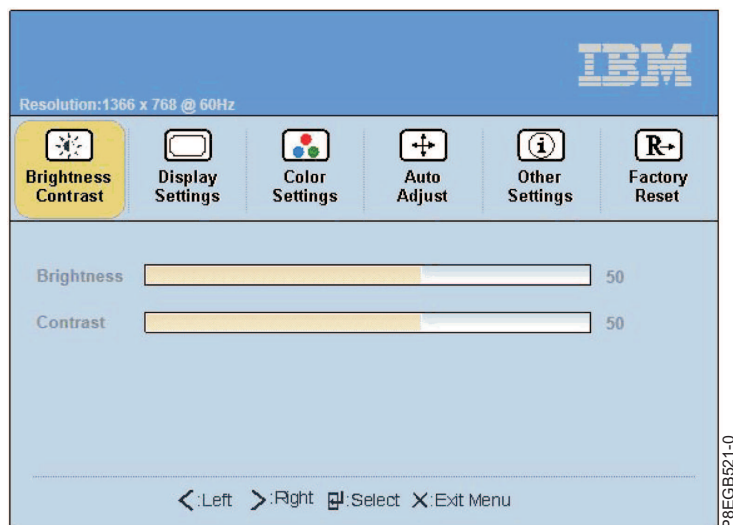 IBM
Resolution:1366 x 768 @ 60Hz
Brightness Contrast
Display Settings
Color Settings
Auto Adjust
Other Settings
R Factory Reset
Brightness 50
Contrast 50
:Left :Right :Select X:Exit Menu
P8EGB521-0